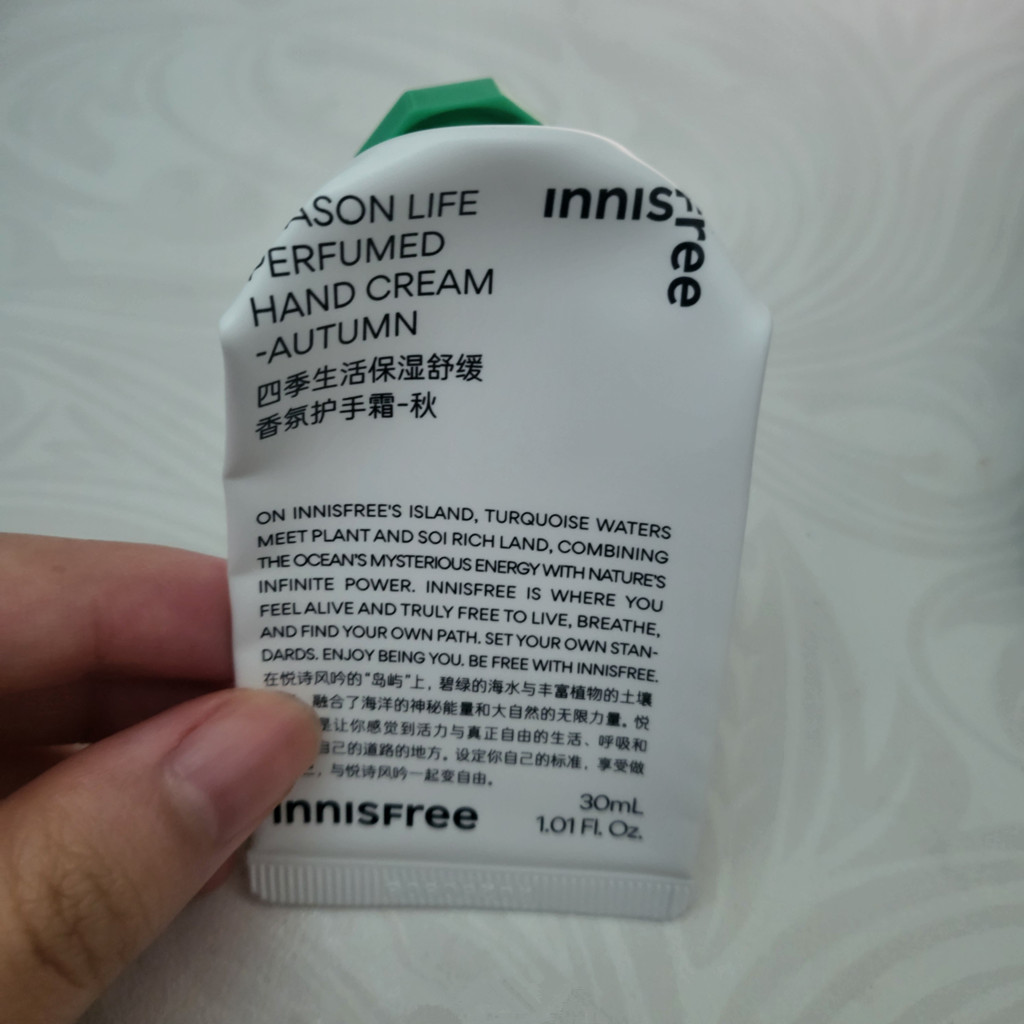 ASON LIFE
PERFUMED
HAND CREAM
-AUTUMN
四季生活保湿舒缓
香氛护手霜-秋
innisfree
ON INNISFREE'S ISLAND, TURQUOISE WATERS
MEET PLANT AND SOI RICH LAND, COMBINING
THE OCEAN'S MYSTERIOUS ENERGY WITH NATURE'S
INFINITE POWER. INNISFREE IS WHERE YOU
FEEL ALIVE AND TRULY FREE TO LIVE, BREATHE,
AND FIND YOUR OWN PATH. SET YOUR OWN STAN-
DARDS. ENJOY BEING YOU. BE FREE WITH INNISFREE.
在悦诗风吟的“岛屿”上，碧绿的海水与丰富植物的土壤
融合了海洋的神秘能量和大自然的无限力量。悦
是让你感觉到活力与真正自由的生活、呼吸和
自己的道路的地方。设定你自己的标准，享受做
，与悦诗风吟一起变自由。
innisfree
30mL
1.01 Fl. Oz.